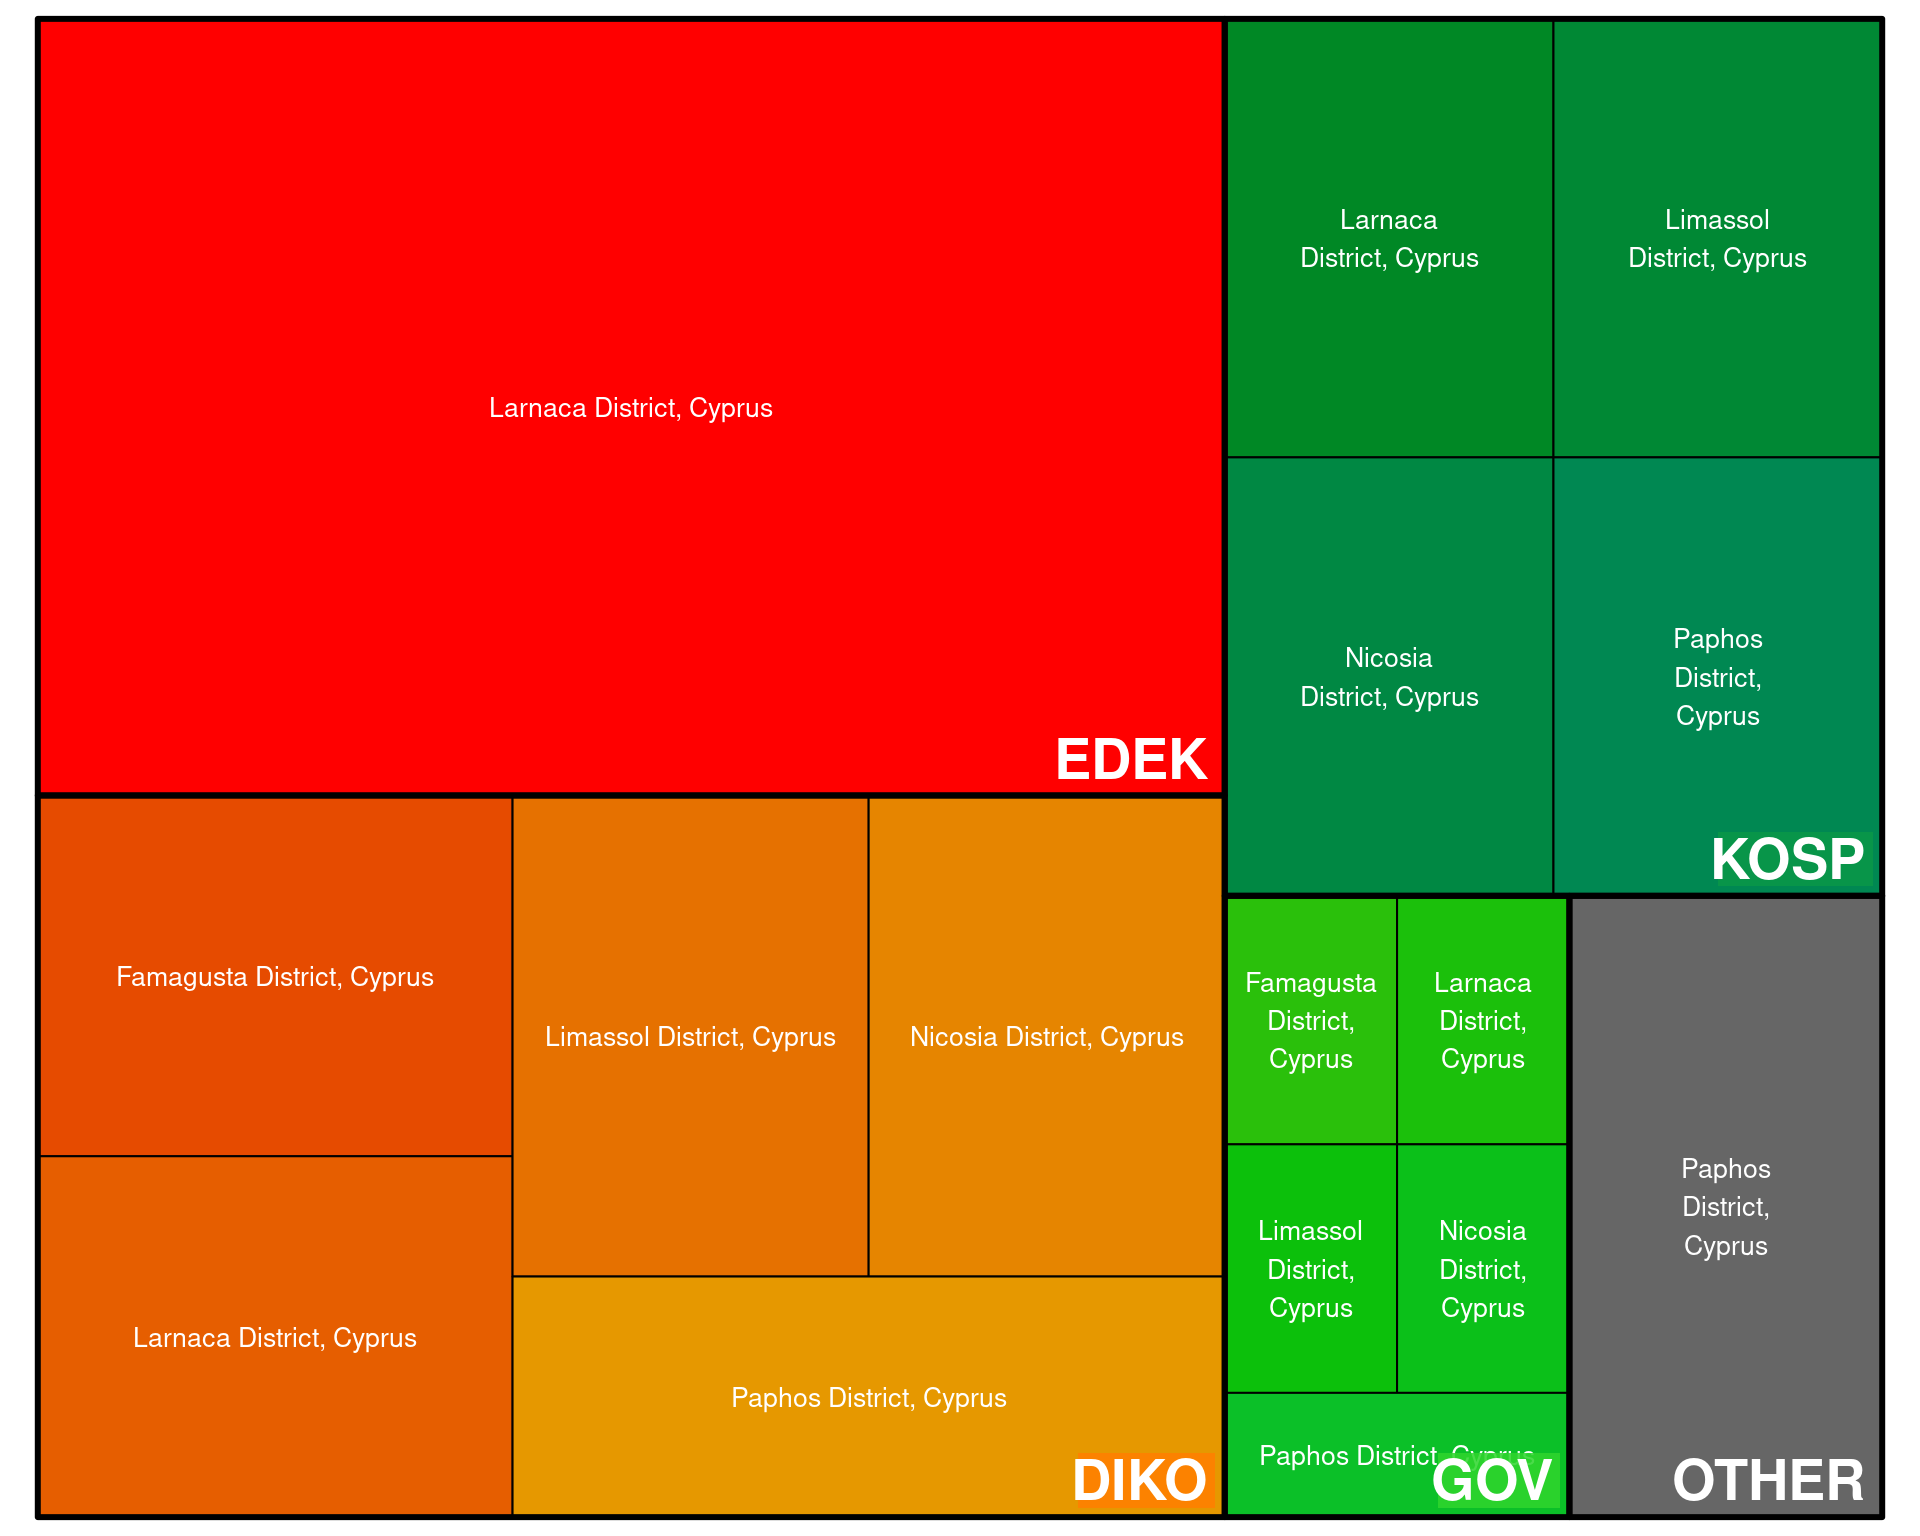 Larnaca District, Cyprus
EDEK
Larnaca
District, Cyprus
Limassol
District, Cyprus
Nicosia
District, Cyprus
Paphos
District,
Cyprus
KOSP
Famagusta District, Cyprus
Larnaca District, Cyprus
Limassol District, Cyprus
Nicosia District, Cyprus
Paphos District, Cyprus
DIKO
Famagusta
District,
Cyprus
Larnaca
District,
Cyprus
Limassol
District,
Cyprus
Nicosia
District,
Cyprus
Paphos District, Cyprus
GOV
Paphos
District,
Cyprus
OTHER